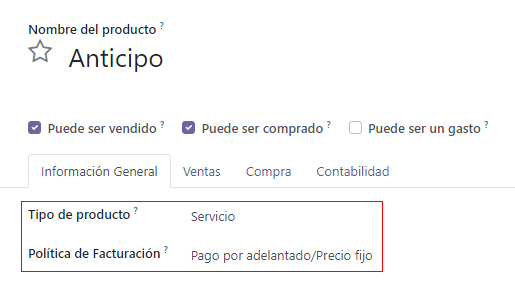 Nombre del producto ?
Anticipo
Puede ser vendido ? Puede ser comprado ? Puede ser un gasto ?
Información General Ventas Compra Contabilidad
Tipo de producto ? Servicio
Política de Facturación ? Pago por adelantado/Precio fijo